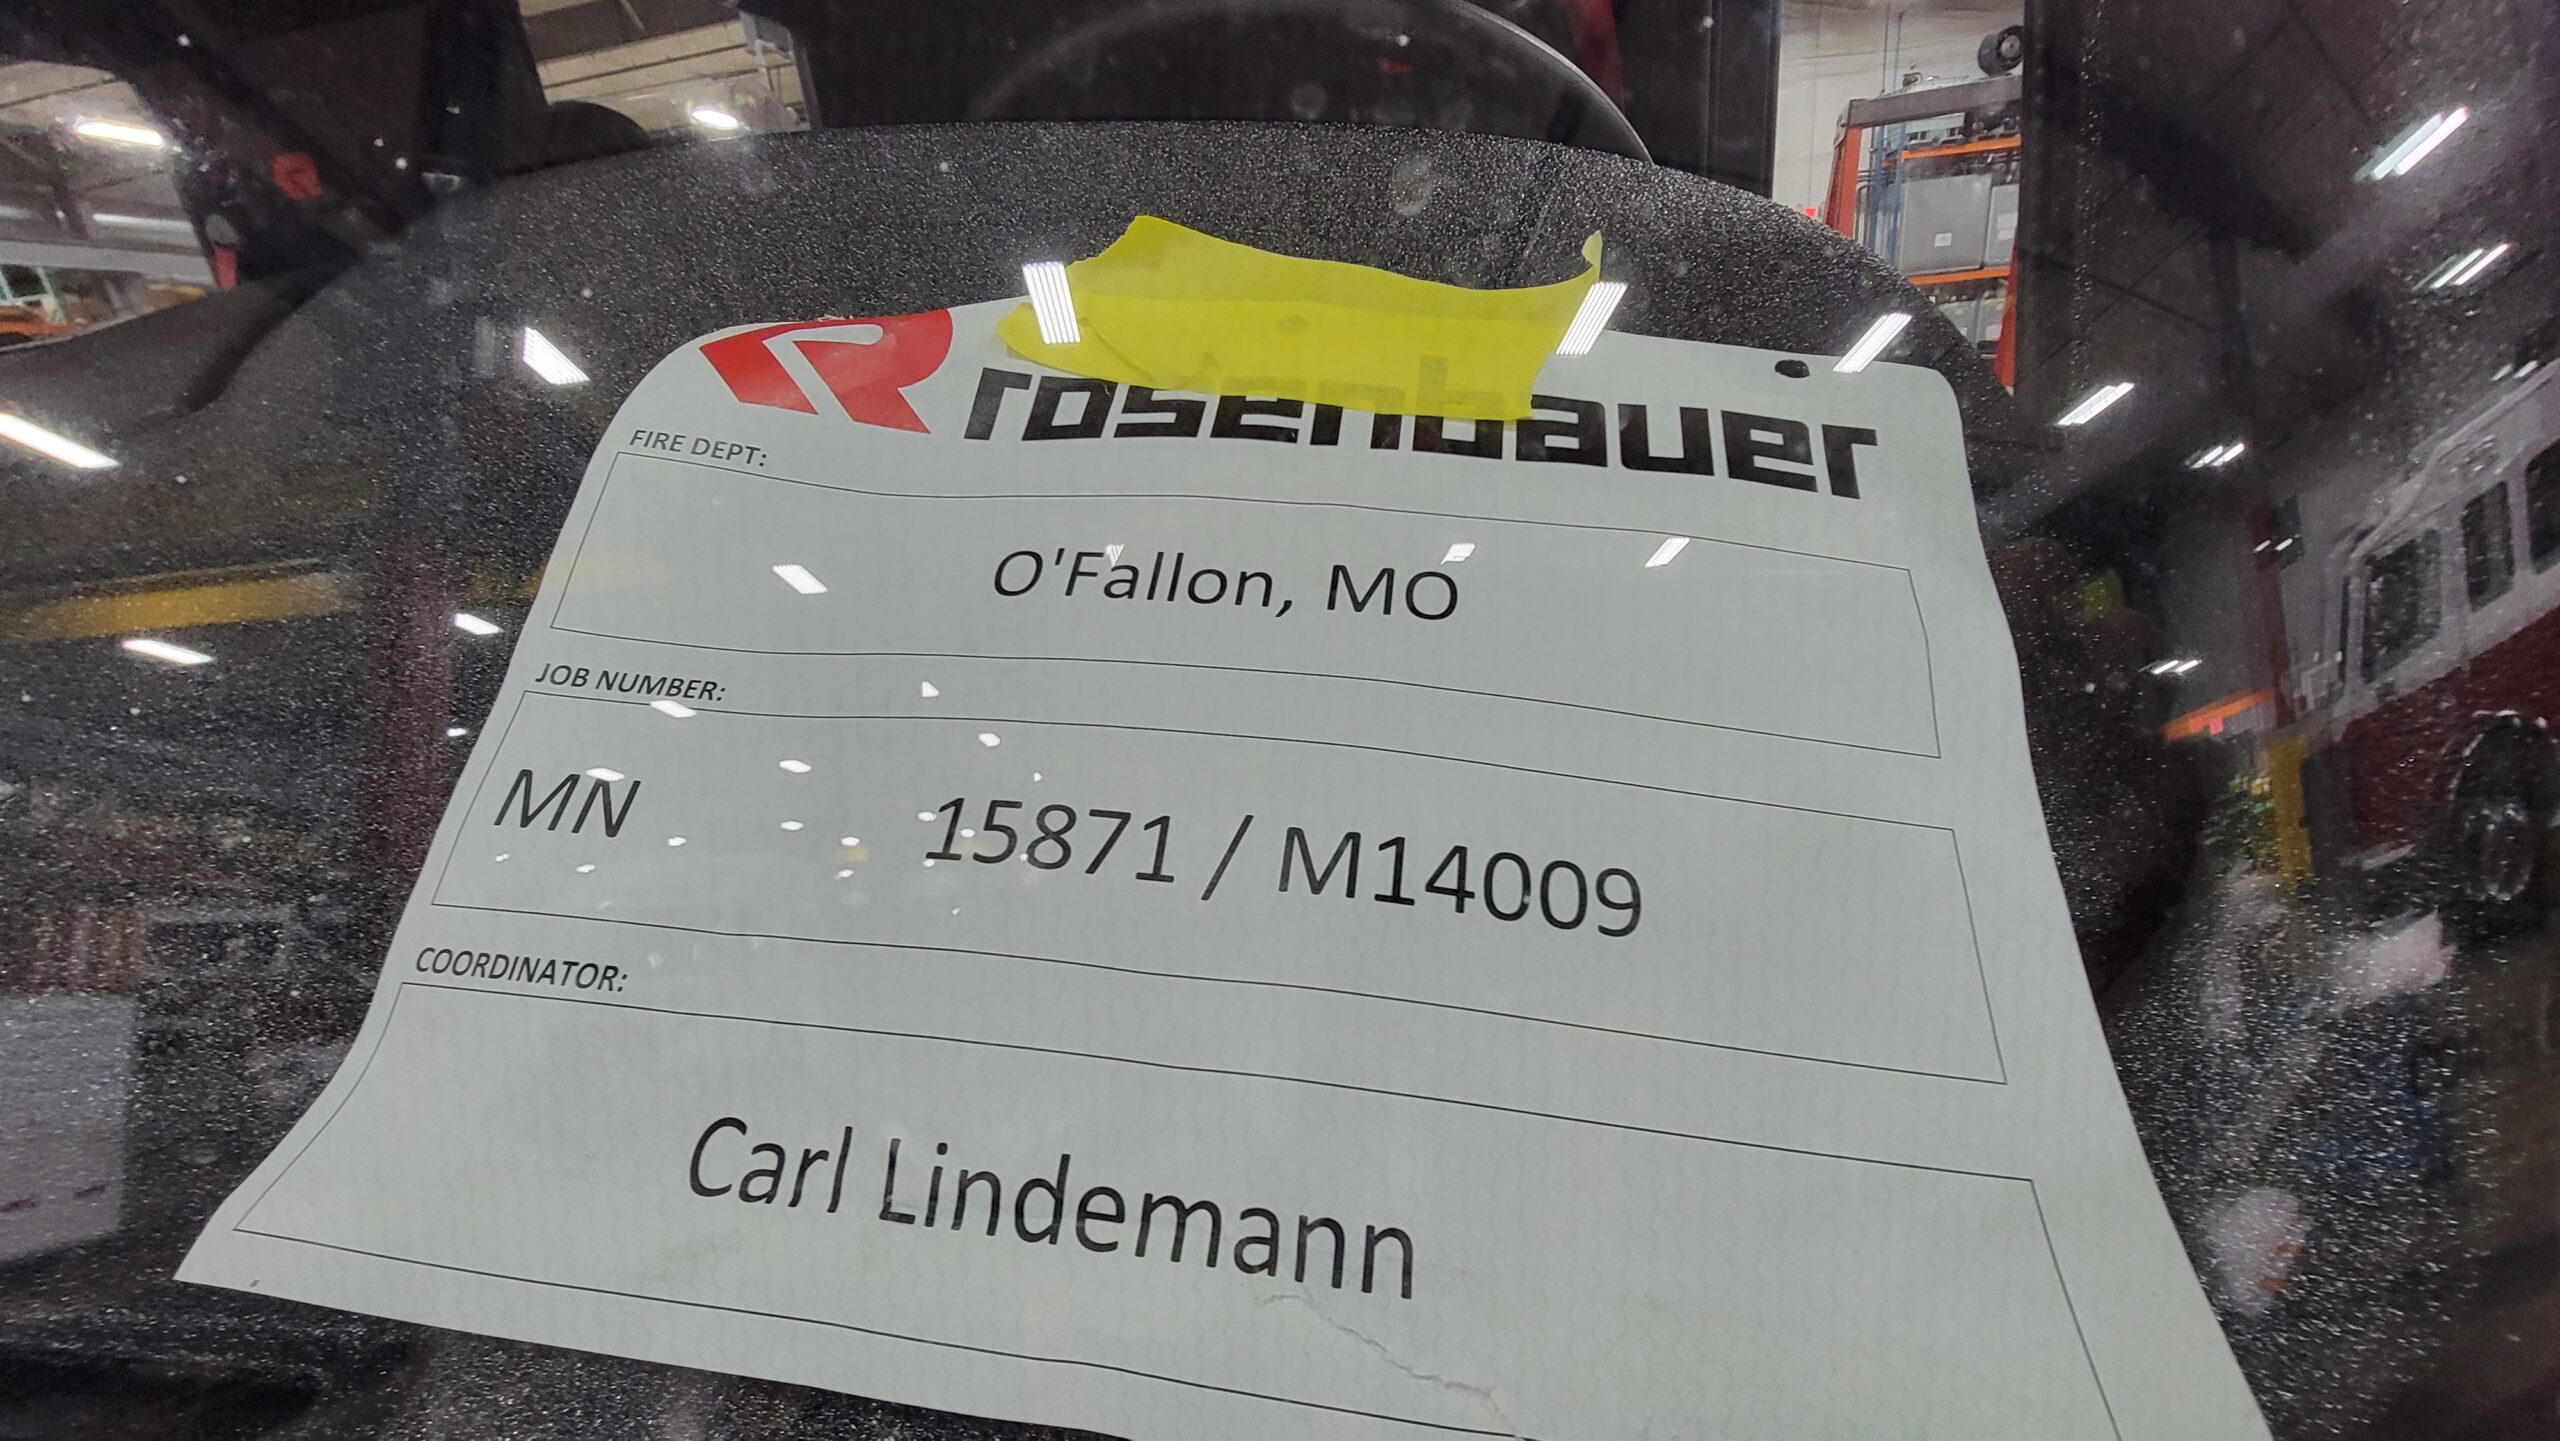 rosenbauer
FIRE DEPT:
O'Fallon, MO
JOB NUMBER:
MN 15871 / M14009
COORDINATOR:
Carl Lindemann